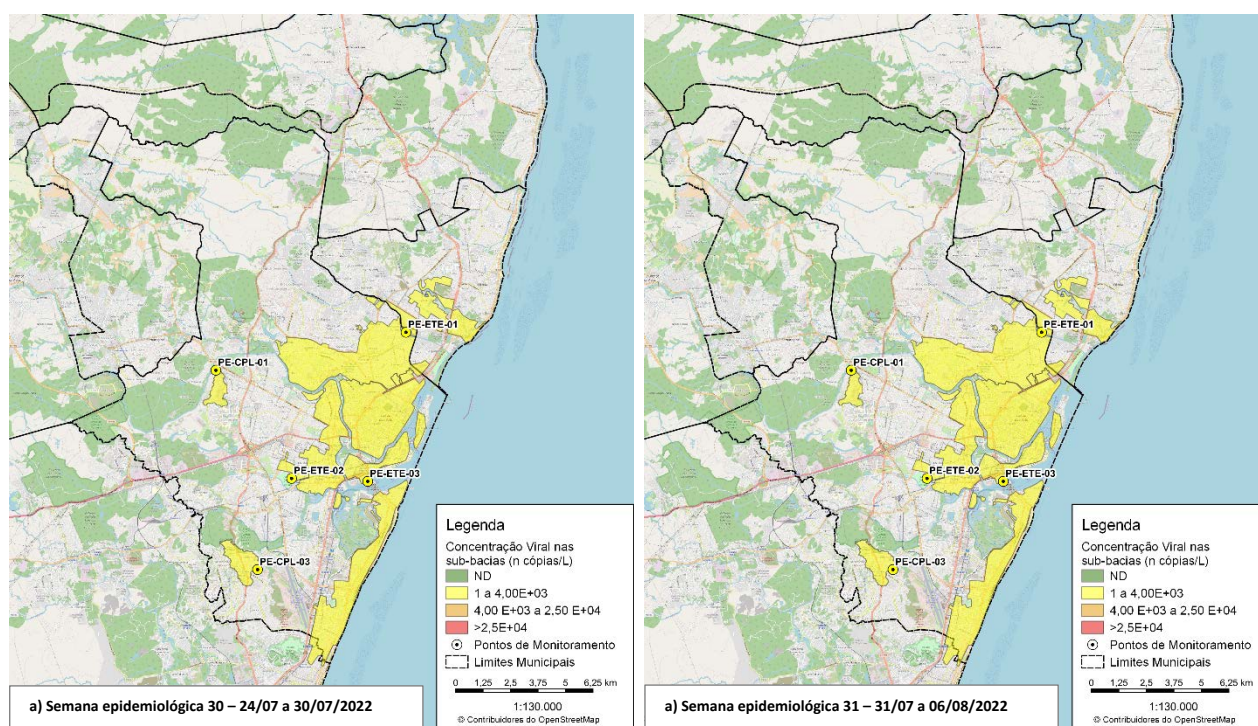 PE-ETE-01
PE-CPL-01
PE-ETE-02
PE-ETE-03
PE-CPL-03
Legenda
Concentração Viral nas
sub-bacias (n cópias/L)
ND
1 a 4,00E+03
4,00 E+03 a 2,50 E+04
>2,5E+04
Pontos de Monitoramento
Limites Municipais
0 1,25 2,5 3,75 5 6,25 km
1:130.000
© Contribuidores do OpenStreetMap
a) Semana epidemiológica 30 – 24/07 a 30/07/2022
PE-ETE-01
PE-CPL-01
PE-ETE-02
PE-ETE-03
PE-CPL-03
Legenda
Concentração Viral nas
sub-bacias (n cópias/L)
ND
1 a 4,00E+03
4,00 E+03 a 2,50 E+04
>2,5E+04
Pontos de Monitoramento
Limites Municipais
0 1,25 2,5 3,75 5 6,25 km
1:130.000
© Contribuidores do OpenStreetMap
a) Semana epidemiológica 31 – 31/07 a 06/08/2022